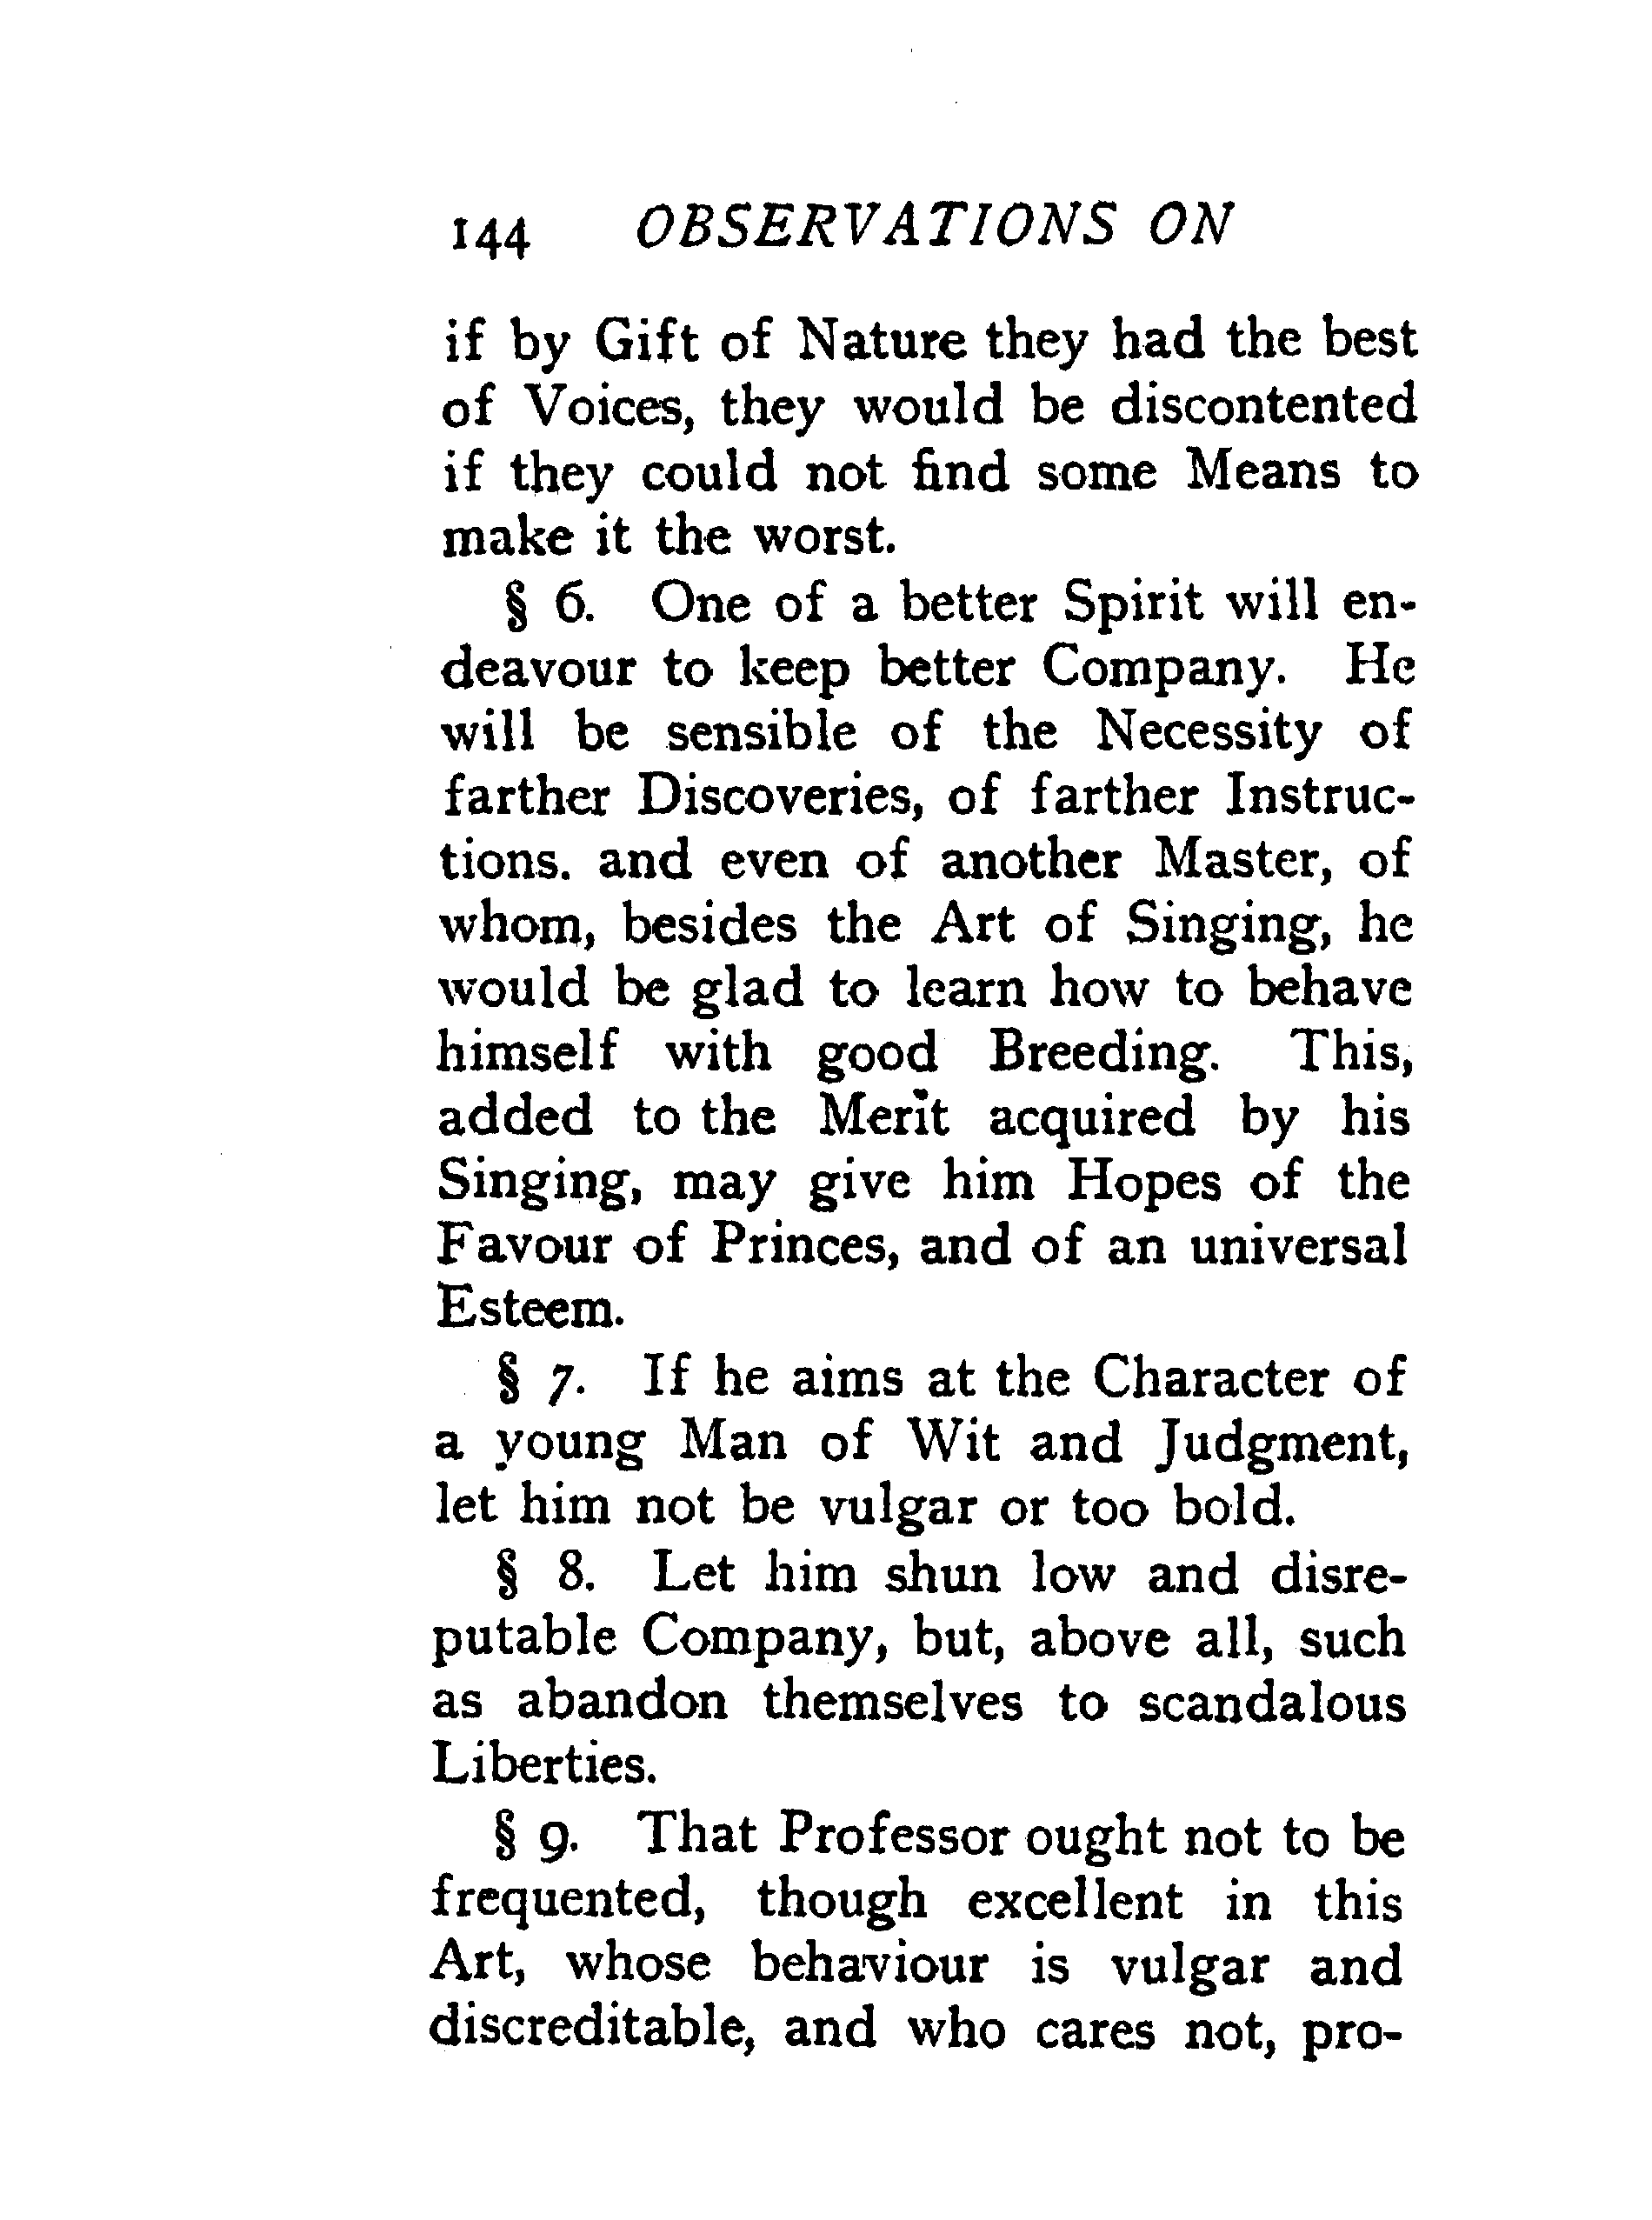 144 OBSERVATIONS ON
if by Gift of Nature they had the best
of Voices, they would be discontented
if they could not find some Means to
make it the worst.
§ 6. One of a better Spirit will en-
deavour to keep better Company. He
will be sensible of the Necessity of
farther Discoveries, of farther Instruc-
tions. and even of another Master, of
whom, besides the Art of Singing, he
would be glad to learn how to behave
himself with good Breeding. This,
added to the Merit acquired by his
Singing, may give him Hopes of the
Favour of Princes, and of an universal
Esteem.
§ 7. If he aims at the Character of
a young Man of Wit and Judgment,
let him not be vulgar or too bold.
§ 8. Let him shun low and disre-
putable Company, but, above all, such
as abandon themselves to scandalous
Liberties.
§ 9. That Professor ought not to be
frequented, though excellent in this
Art, whose behaviour is vulgar and
discreditable, and who cares not, pro-